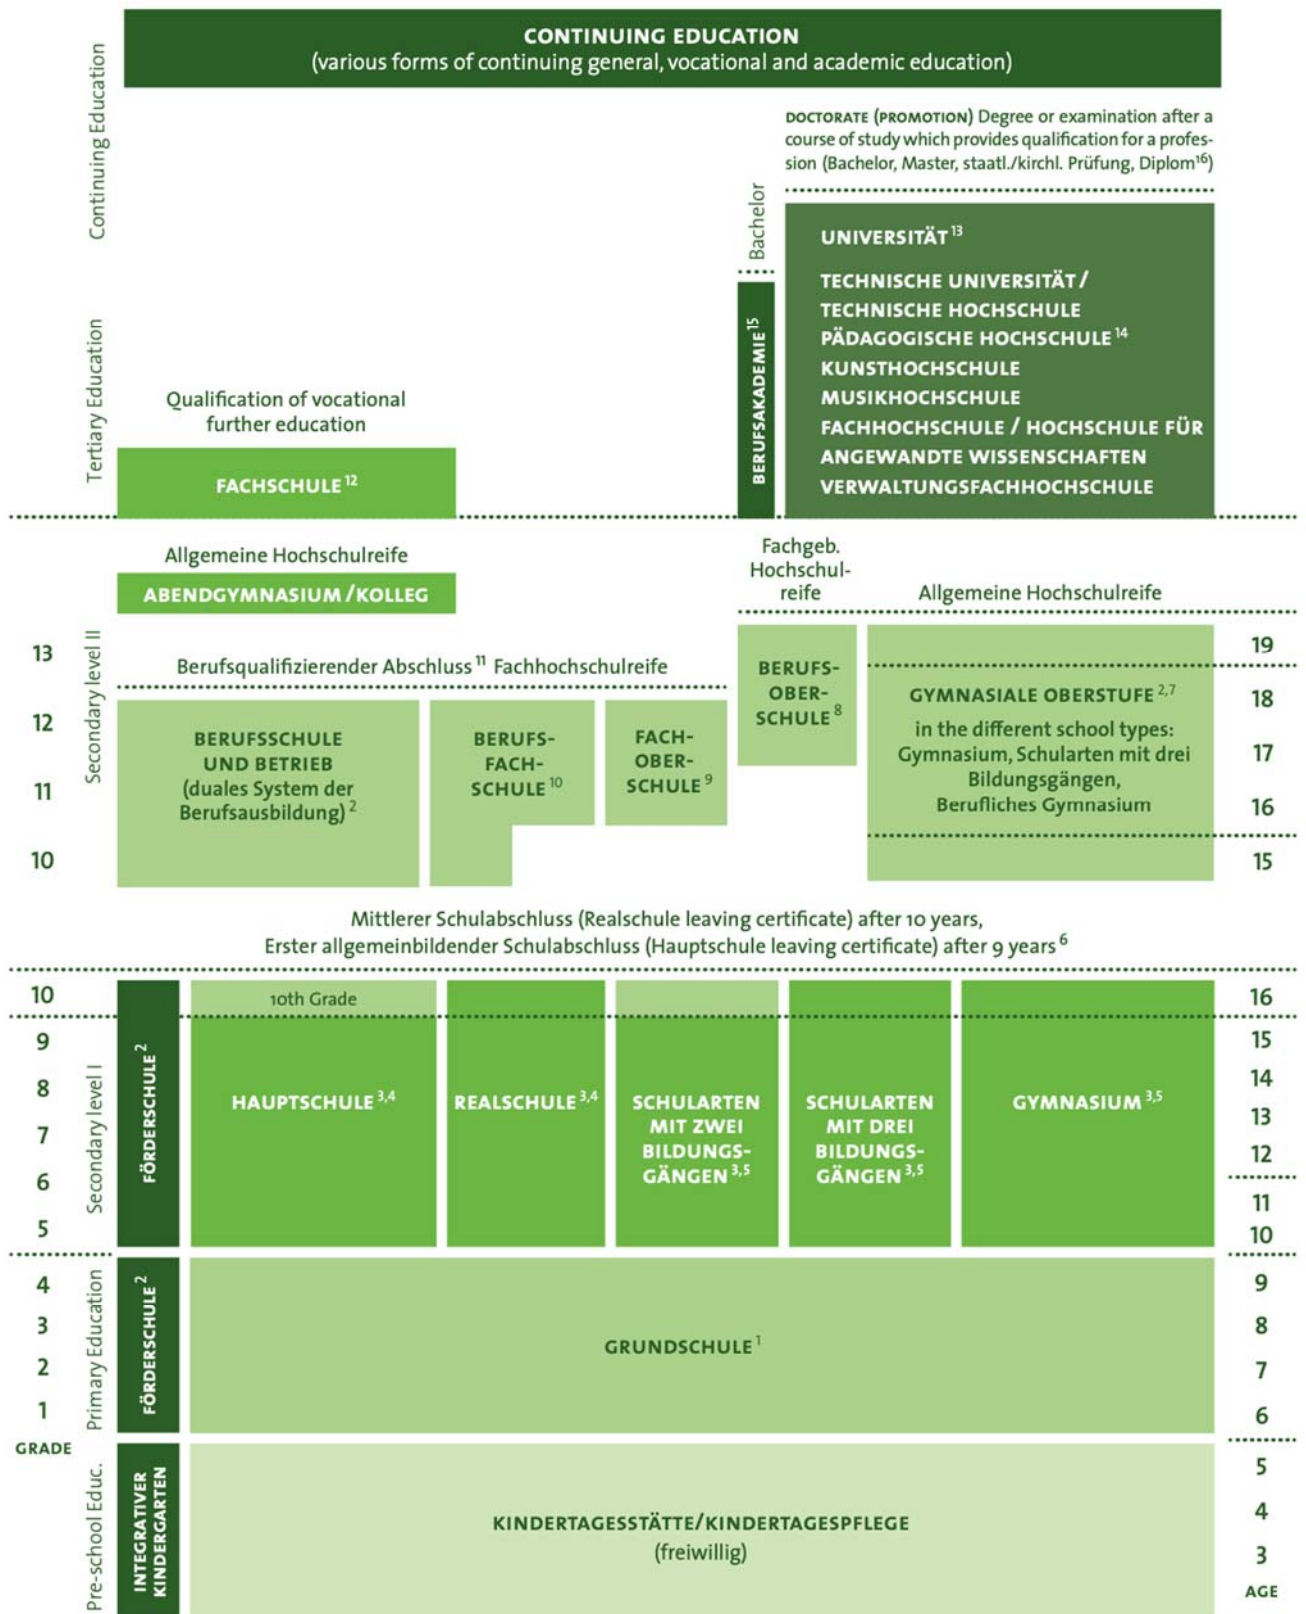 CONTINUING EDUCATION
(various forms of continuing general, vocational and academic education)
Continuing Education
DOCTORATE (PROMOTION) Degree or examination after a
course of study which provides qualification for a profes-
sion (Bachelor, Master, staatl./kirchl. Prüfung, Diplom¹⁶)
Tertiary Education
Qualification of vocational
further education
FACHSCHULE¹²
Bachelor
BERUFSAKADEMIE¹⁵
UNIVERSITÄT¹³
TECHNISCHE UNIVERSITÄT /
TECHNISCHE HOCHSCHULE
PÄDAGOGISCHE HOCHSCHULE¹⁴
KUNSTHOCHSCHULE
MUSIKHOCHSCHULE
FACHHOCHSCHULE / HOCHSCHULE FÜR
ANGEWANDTE WISSENSCHAFTEN
VERWALTUNGSFACHHOCHSCHULE
Allgemeine Hochschulreife
ABENDGYMNASIUM /KOLLEG
Fachgeb.
Hochschul-
reife
Allgemeine Hochschulreife
Secondary level II
13
12
11
10
Berufsqualifizierender Abschluss¹¹ Fachhochschulreife
BERUFSSCHULE
UND BETRIEB
(duales System der
Berufsausbildung)²
BERUFS-
FACH-
SCHULE¹⁰
FACH-
OBER-
SCHULE⁹
BERUFS-
OBER-
SCHULE⁸
GYMNASIALE OBERSTUFE²,⁷
in the different school types:
Gymnasium, Schularten mit drei
Bildungsgängen,
Berufliches Gymnasium
19
18
17
16
15
Mittlerer Schulabschluss (Realschule leaving certificate) after 10 years,
Erster allgemeinbildender Schulabschluss (Hauptschule leaving certificate) after 9 years⁶
10
9
8
7
6
5
Secondary level I
FÖRDERSCHULE²
10th Grade
HAUPTSCHULE³,⁴
REALSCHULE³,⁴
SCHULARTEN
MIT ZWEI
BILDUNGS-
GÄNGEN³,⁵
SCHULARTEN
MIT DREI
BILDUNGS-
GÄNGEN³,⁵
GYMNASIUM³,⁵
16
15
14
13
12
11
10
4
3
2
1
GRADE
Primary Education
FÖRDERSCHULE²
GRUNDSCHULE¹
9
8
7
6
Pre-school Educ.
INTEGRATIVER
KINDERGARTEN
KINDERTAGESSTÄTTE/KINDERTAGESPFLEGE
(freiwillig)
5
4
3
AGE